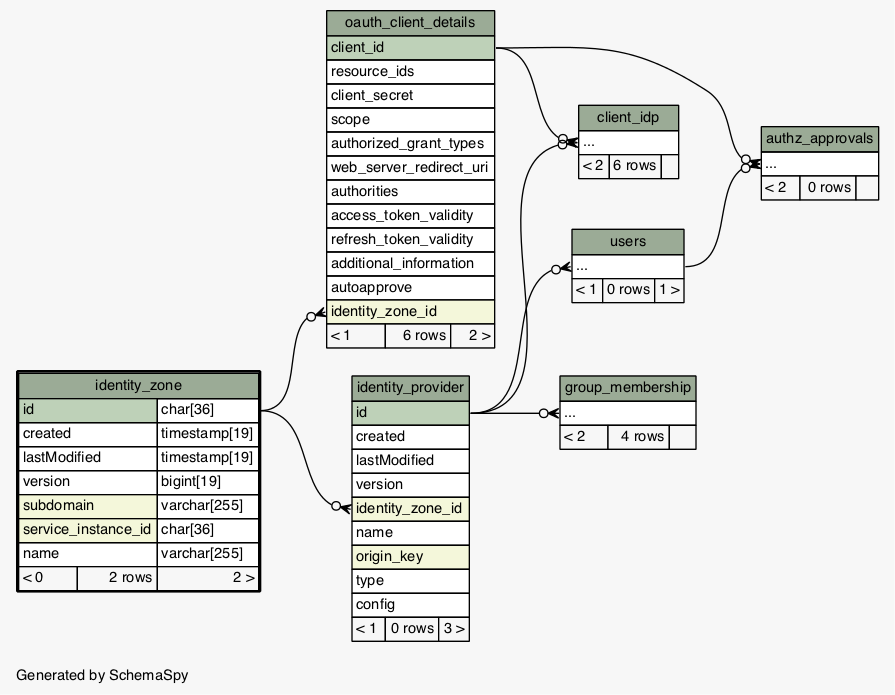 oauth_client_details
client_id
resource_ids
client_secret
scope
authorized_grant_types
web_server_redirect_uri
authorities
access_token_validity
refresh_token_validity
additional_information
autoapprove
identity_zone_id
< 1 6 rows 2 >
client_idp
...
< 2 6 rows
authz_approvals
...
< 2 0 rows
users
...
< 1 0 rows 1 >
identity_zone
id char[36]
created timestamp[19]
lastModified timestamp[19]
version bigint[19]
subdomain varchar[255]
service_instance_id char[36]
name varchar[255]
< 0 2 rows 2 >
identity_provider
id
created
lastModified
version
identity_zone_id
name
origin_key
type
config
< 1 0 rows 3 >
group_membership
...
< 2 4 rows
Generated by SchemaSpy